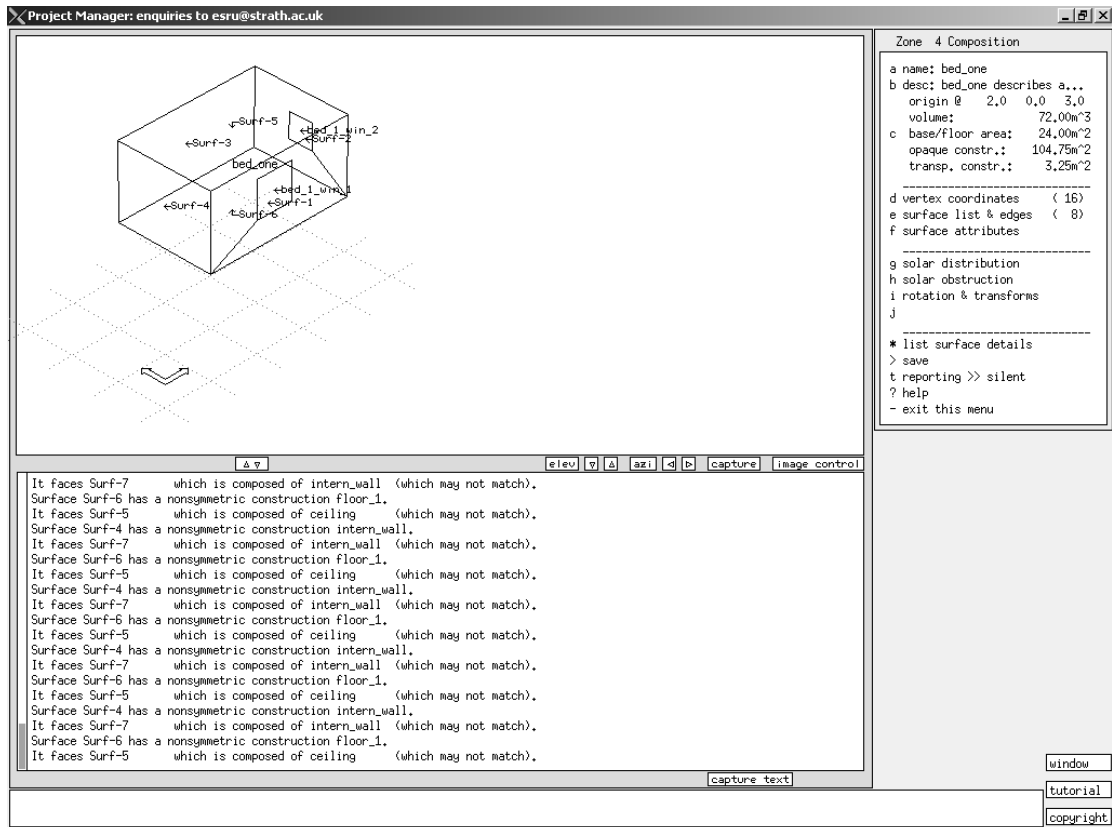 Project Manager: enquiries to esru@strath.ac.uk
Surf-5
bed_1_win_2
Surf-3
Surf-2
bed_one
bed_1_win_1
Surf-4
Surf-1
Surf-6
elev
azi
capture
image control
It faces Surf-7 which is composed of intern_wall (which may not match).
Surface Surf-6 has a nonsymmetric construction floor_1.
It faces Surf-5 which is composed of ceiling (which may not match).
Surface Surf-4 has a nonsymmetric construction intern_wall.
It faces Surf-7 which is composed of intern_wall (which may not match).
Surface Surf-6 has a nonsymmetric construction floor_1.
It faces Surf-5 which is composed of ceiling (which may not match).
Surface Surf-4 has a nonsymmetric construction intern_wall.
It faces Surf-7 which is composed of intern_wall (which may not match).
Surface Surf-6 has a nonsymmetric construction floor_1.
It faces Surf-5 which is composed of ceiling (which may not match).
Surface Surf-4 has a nonsymmetric construction intern_wall.
It faces Surf-7 which is composed of intern_wall (which may not match).
Surface Surf-6 has a nonsymmetric construction floor_1.
It faces Surf-5 which is composed of ceiling (which may not match).
Surface Surf-4 has a nonsymmetric construction intern_wall.
It faces Surf-7 which is composed of intern_wall (which may not match).
Surface Surf-6 has a nonsymmetric construction floor_1.
It faces Surf-5 which is composed of ceiling (which may not match).
capture text
Zone 4 Composition
a name: bed_one
b desc: bed_one describes a...
origin @ 2.0 0.0 3.0
volume: 72.00m^3
c base/floor area: 24.00m^2
opaque constr.: 104.75m^2
transp. constr.: 3.25m^2
d vertex coordinates ( 16)
e surface list & edges ( 8)
f surface attributes
g solar distribution
h solar obstruction
i rotation & transforms
j
* list surface details
> save
t reporting >> silent
? help
- exit this menu
window
tutorial
copyright